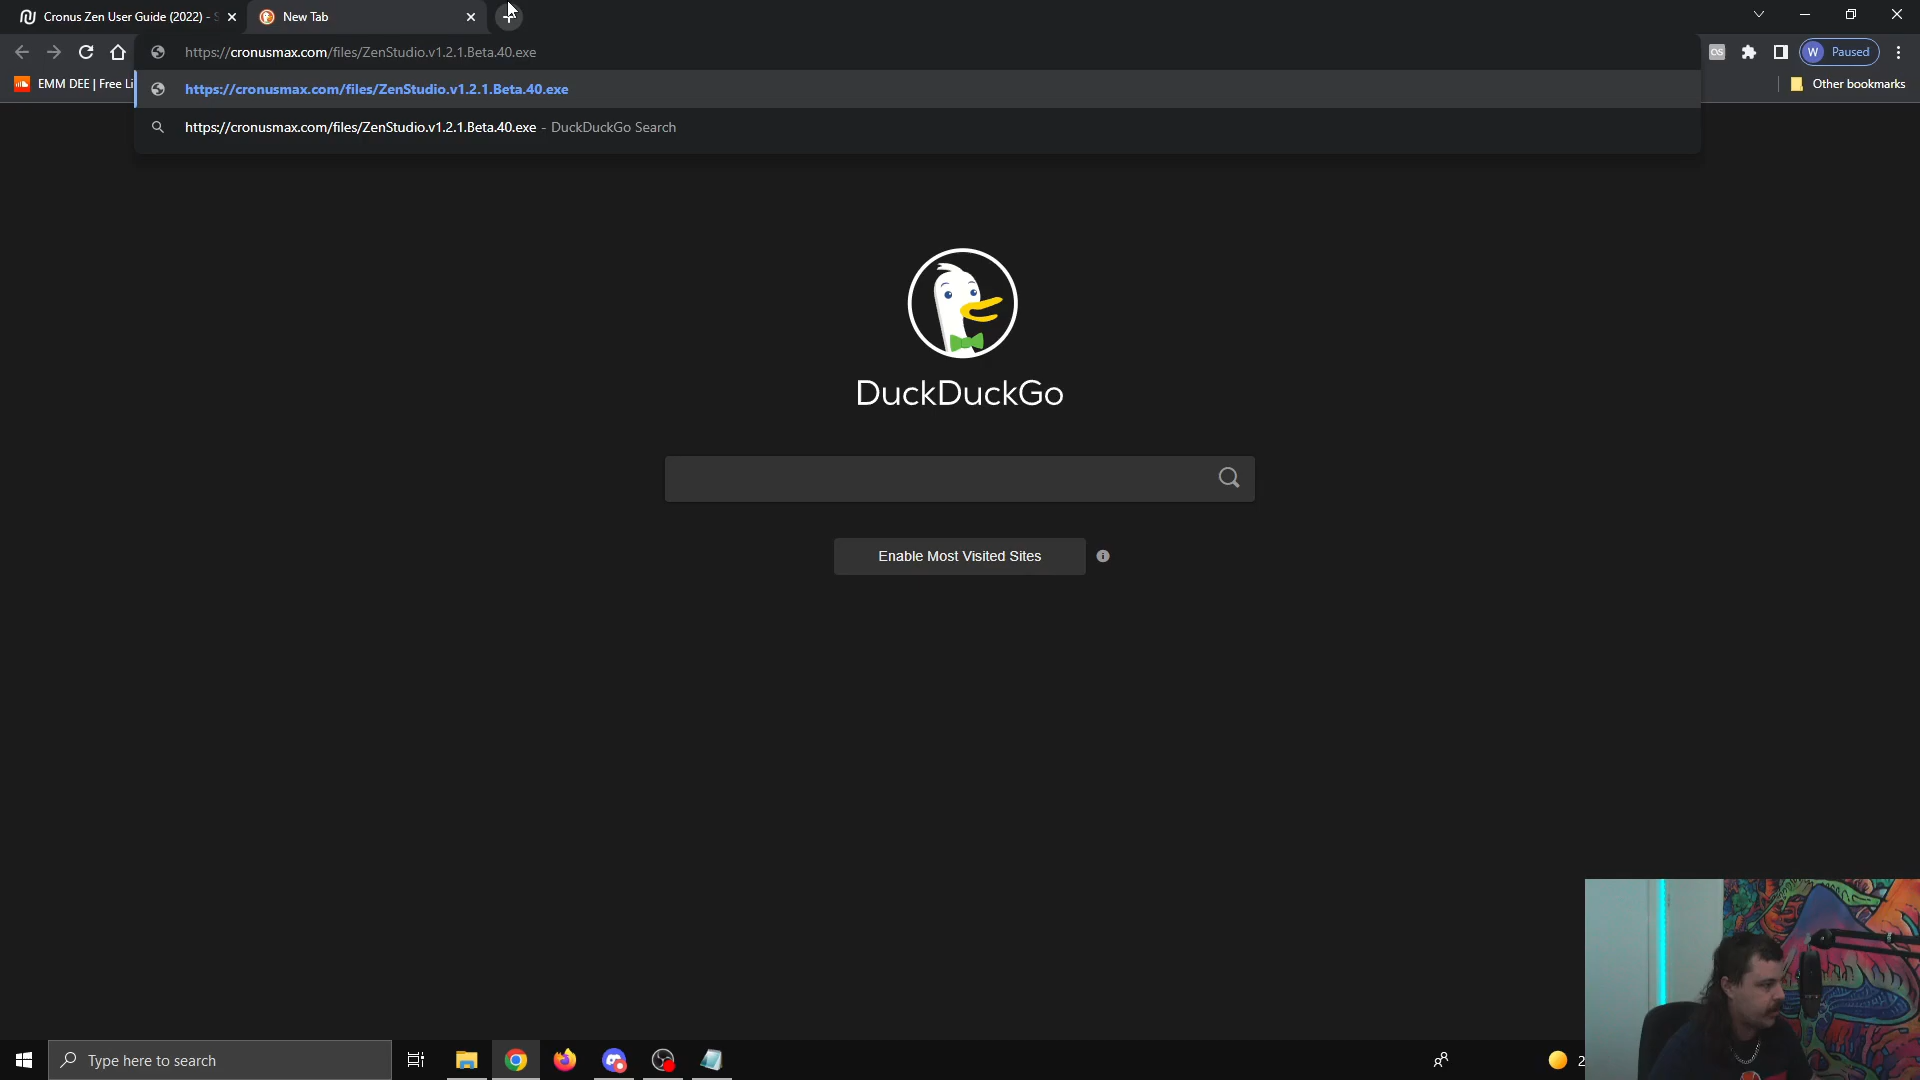 Cronus Zen User Guide (2022) -
New Tab
https://cronusmax.com/files/ZenStudio.v1.2.1.Beta.40.exe
W Paused
EMM DEE | Free Li
https://cronusmax.com/files/ZenStudio.v1.2.1.Beta.40.exe
Other bookmarks
https://cronusmax.com/files/ZenStudio.v1.2.1.Beta.40.exe - DuckDuckGo Search
DuckDuckGo
Enable Most Visited Sites
Type here to search
2